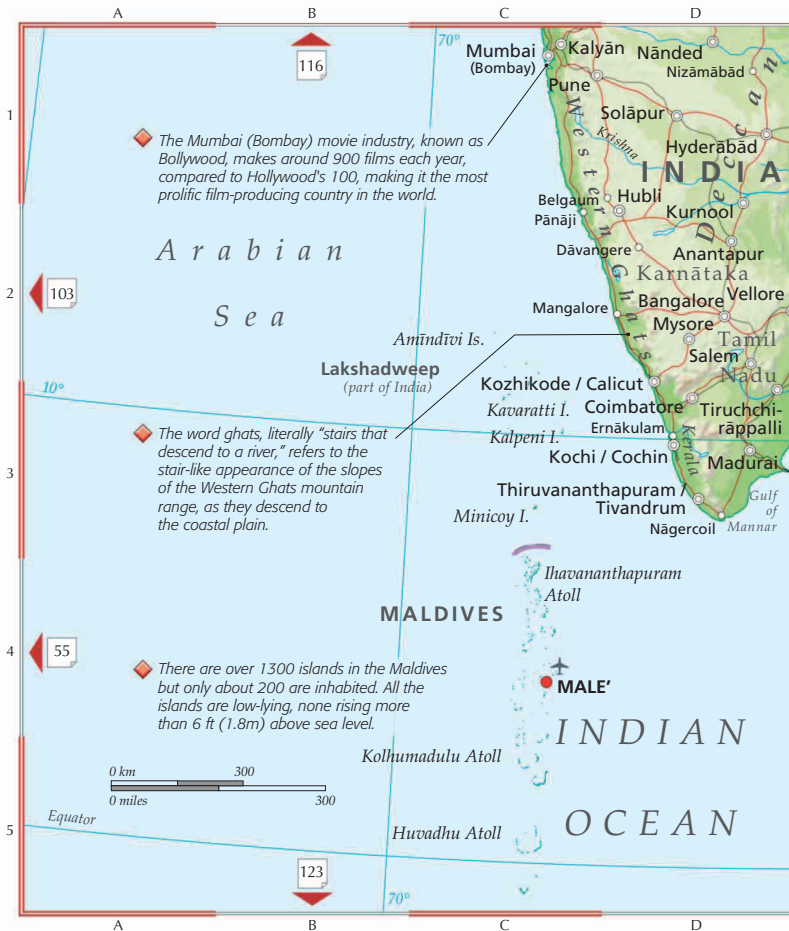 A
B
C
D
116
70°
Mumbai
(Bombay)
Kalyān
Nānded
Nizāmābād
Pune
1
Solāpur
The Mumbai (Bombay) movie industry, known as
Bollywood, makes around 900 films each year,
compared to Hollywood's 100, making it the most
prolific film-producing country in the world.
Krishna
Hyderābād
INDIA
Deccan
Western Ghats
Belgaum
Hubli
Pānāji
Kurnool
Arabian
Sea
Dāvangere
Anantapur
Karnātaka
2
103
Bangalore
Vellore
Mangalore
Mysore
Amīndīvi Is.
Tamil
Nadu
Salem
Lakshadweep
(part of India)
10°
Kozhikode / Calicut
Kavaratti I.
Coimbatore
Tiruchchi-
rāppalli
Kalpeni I.
Ernākulam
Kerala
Kochi / Cochin
Madurai
The word ghats, literally “stairs that
descend to a river,” refers to the
stair-like appearance of the slopes
of the Western Ghats mountain
range, as they descend to
the coastal plain.
3
Thiruvananthapuram /
Tivandrum
Gulf
of
Mannar
Minicoy I.
Nāgercoil
Ihavananthapuram
Atoll
MALDIVES
4
55
There are over 1300 islands in the Maldives
but only about 200 are inhabited. All the
islands are low-lying, none rising more
than 6 ft (1.8m) above sea level.
MALE'
INDIAN
OCEAN
Kolhumadulu Atoll
0 km 300
0 miles 300
Equator
5
Huvadhu Atoll
123
70°
A
B
C
D